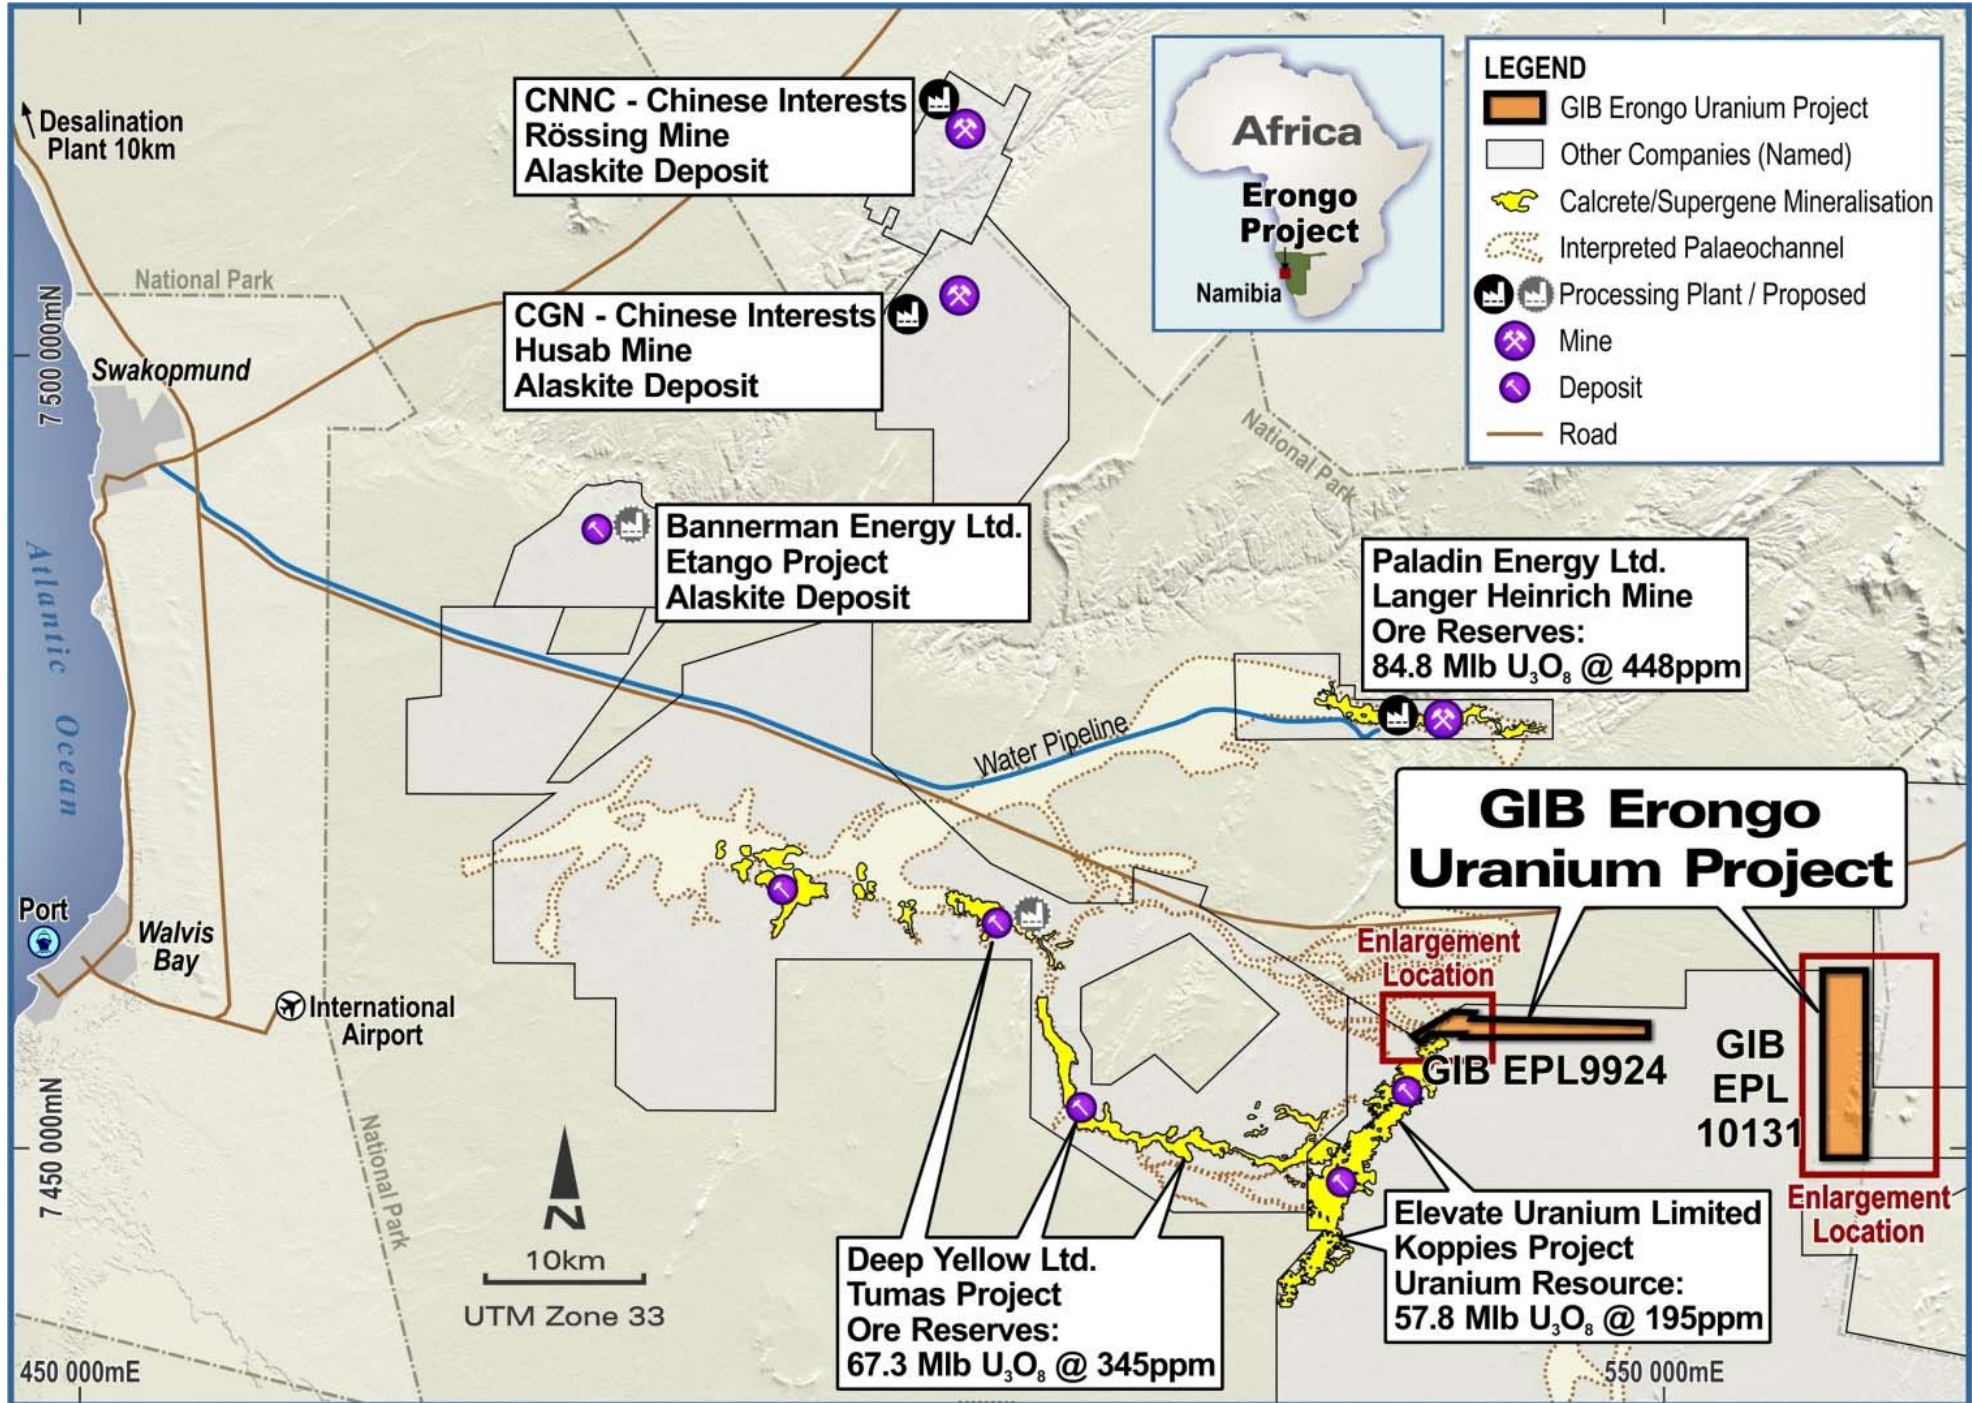 Desalination
Plant 10km
CNNC - Chinese Interests
Rössing Mine
Alaskite Deposit
Africa
Erongo
Project
Namibia
LEGEND
GIB Erongo Uranium Project
Other Companies (Named)
Calcrete/Supergene Mineralisation
Interpreted Palaeochannel
Processing Plant / Proposed
Mine
Deposit
Road
National Park
CGN - Chinese Interests
Husab Mine
Alaskite Deposit
7 500 000mN
Swakopmund
National Park
Bannerman Energy Ltd.
Etango Project
Alaskite Deposit
Paladin Energy Ltd.
Langer Heinrich Mine
Ore Reserves:
84.8 Mlb U₃O₈ @ 448ppm
Atlantic Ocean
Water Pipeline
GIB Erongo
Uranium Project
Port
Walvis
Bay
International
Airport
Enlargement
Location
GIB EPL9924
GIB
EPL
10131
7 450 000mN
National Park
N
10km
UTM Zone 33
Enlargement
Location
Deep Yellow Ltd.
Tumas Project
Ore Reserves:
67.3 Mlb U₃O₈ @ 345ppm
Elevate Uranium Limited
Koppies Project
Uranium Resource:
57.8 Mlb U₃O₈ @ 195ppm
450 000mE
550 000mE